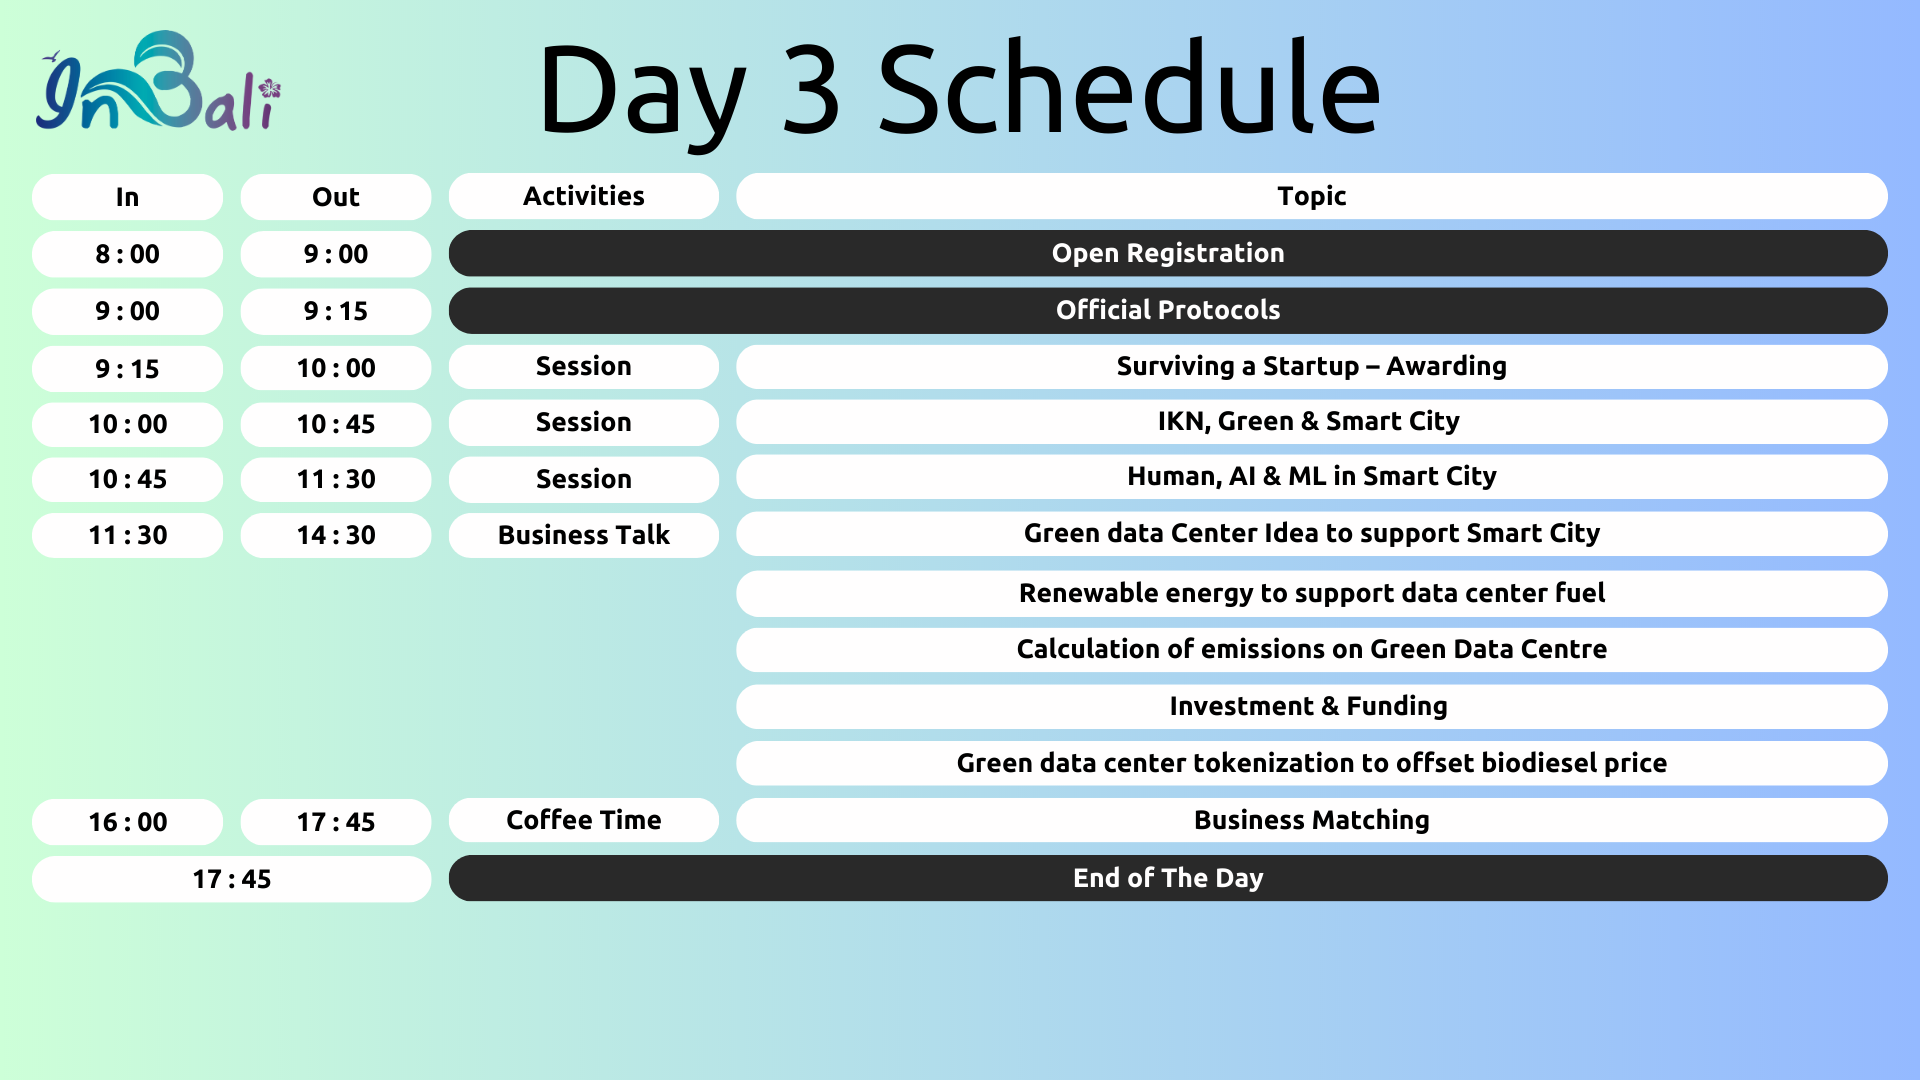 InBali
Day 3 Schedule
In Out Activities Topic
8 : 00 9 : 00 Open Registration
9 : 00 9 : 15 Official Protocols
9 : 15 10 : 00 Session Surviving a Startup – Awarding
10 : 00 10 : 45 Session IKN, Green & Smart City
10 : 45 11 : 30 Session Human, AI & ML in Smart City
11 : 30 14 : 30 Business Talk Green data Center Idea to support Smart City
Renewable energy to support data center fuel
Calculation of emissions on Green Data Centre
Investment & Funding
Green data center tokenization to offset biodiesel price
16 : 00 17 : 45 Coffee Time Business Matching
17 : 45 End of The Day